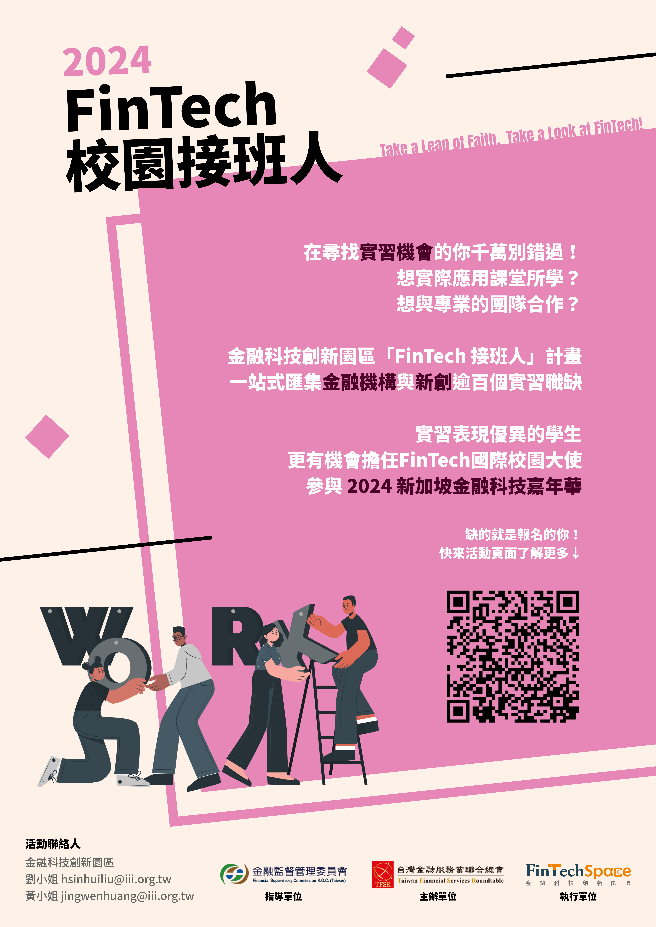 2024
FinTech
校園接班人
Take a Leap of Faith, Take a Look at FinTech!
在尋找實習機會的你千萬別錯過！
想實際應用課堂所學？
想與專業的團隊合作？
金融科技創新園區「FinTech 接班人」計畫
一站式匯集金融機構與新創逾百個實習職缺
實習表現優異的學生
更有機會擔任FinTech國際校園大使
參與 2024 新加坡金融科技嘉年華
缺的就是報名的你！
快來活動頁面了解更多↓
WORK
活動聯絡人
金融科技創新園區
劉小姐 hsinhuiliu@iii.org.tw
黃小姐 jingwenhuang@iii.org.tw
金融監督管理委員會
Financial Supervisory Commission R.O.C.(Taiwan)
指導單位
TFSR
台灣金融服務業聯合總會
Taiwan Financial Services Roundtable
主辦單位
FinTechSpace
金融科技創新園區
執行單位